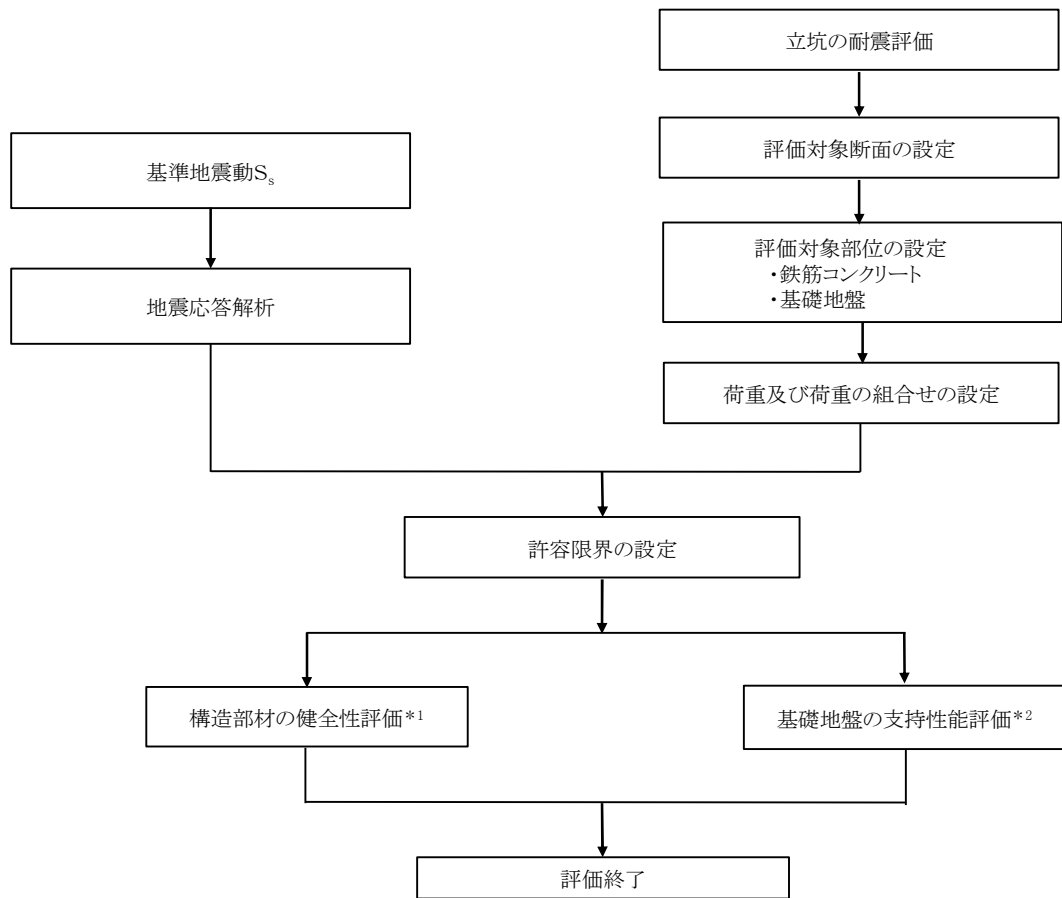 立坑の耐震評価
評価対象断面の設定
基準地震動Ss
評価対象部位の設定
・鉄筋コンクリート
・基礎地盤
地震応答解析
荷重及び荷重の組合せの設定
許容限界の設定
構造部材の健全性評価*1
基礎地盤の支持性能評価*2
評価終了